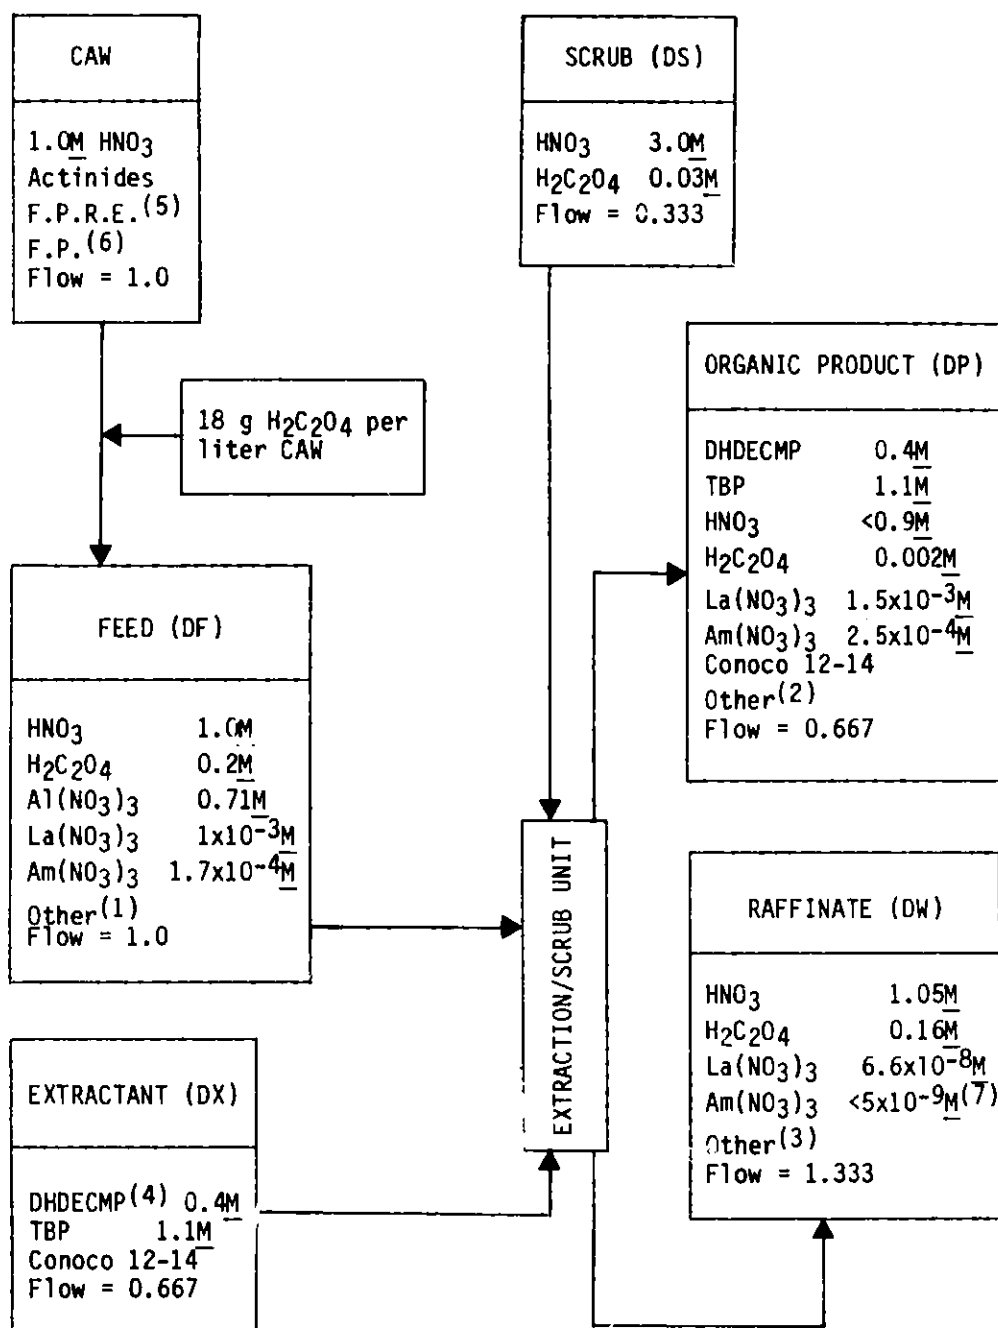 CAW
1.0M HNO3
Actinides
F.P.R.E.(5)
F.P.(6)
Flow = 1.0
SCRUB (DS)
HNO3 3.0M
H2C2O4 0.03M
Flow = 0.333
18 g H2C2O4 per
liter CAW
ORGANIC PRODUCT (DP)
DHDECMP 0.4M
TBP 1.1M
HNO3 <0.9M
H2C2O4 0.002M
La(NO3)3 1.5x10-3M
Am(NO3)3 2.5x10-4M
Conoco 12-14
Other(2)
Flow = 0.667
FEED (DF)
HNO3 1.0M
H2C2O4 0.2M
Al(NO3)3 0.71M
La(NO3)3 1x10-3M
Am(NO3)3 1.7x10-4M
Other(1)
Flow = 1.0
EXTRACTION/SCRUB UNIT
RAFFINATE (DW)
HNO3 1.05M
H2C2O4 0.16M
La(NO3)3 6.6x10-8M
Am(NO3)3 <5x10-9M(7)
Other(3)
Flow = 1.333
EXTRACTANT (DX)
DHDECMP(4) 0.4M
TBP 1.1M
Conoco 12-14
Flow = 0.667